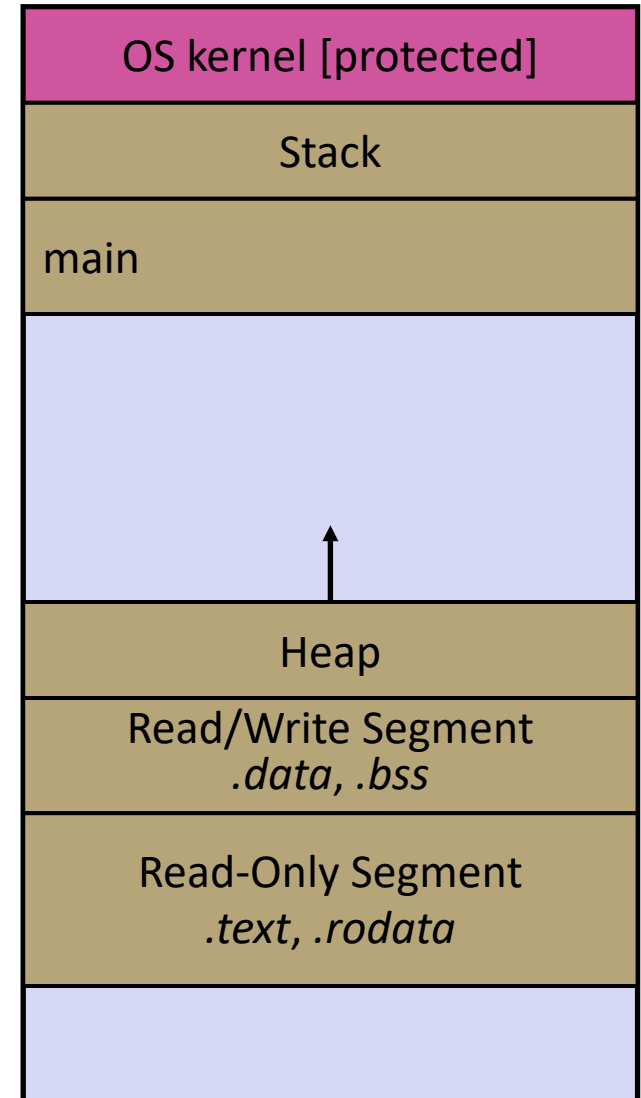 OS kernel [protected]
Stack
main
Heap
Read/Write Segment
.data, .bss
Read-Only Segment
.text, .rodata